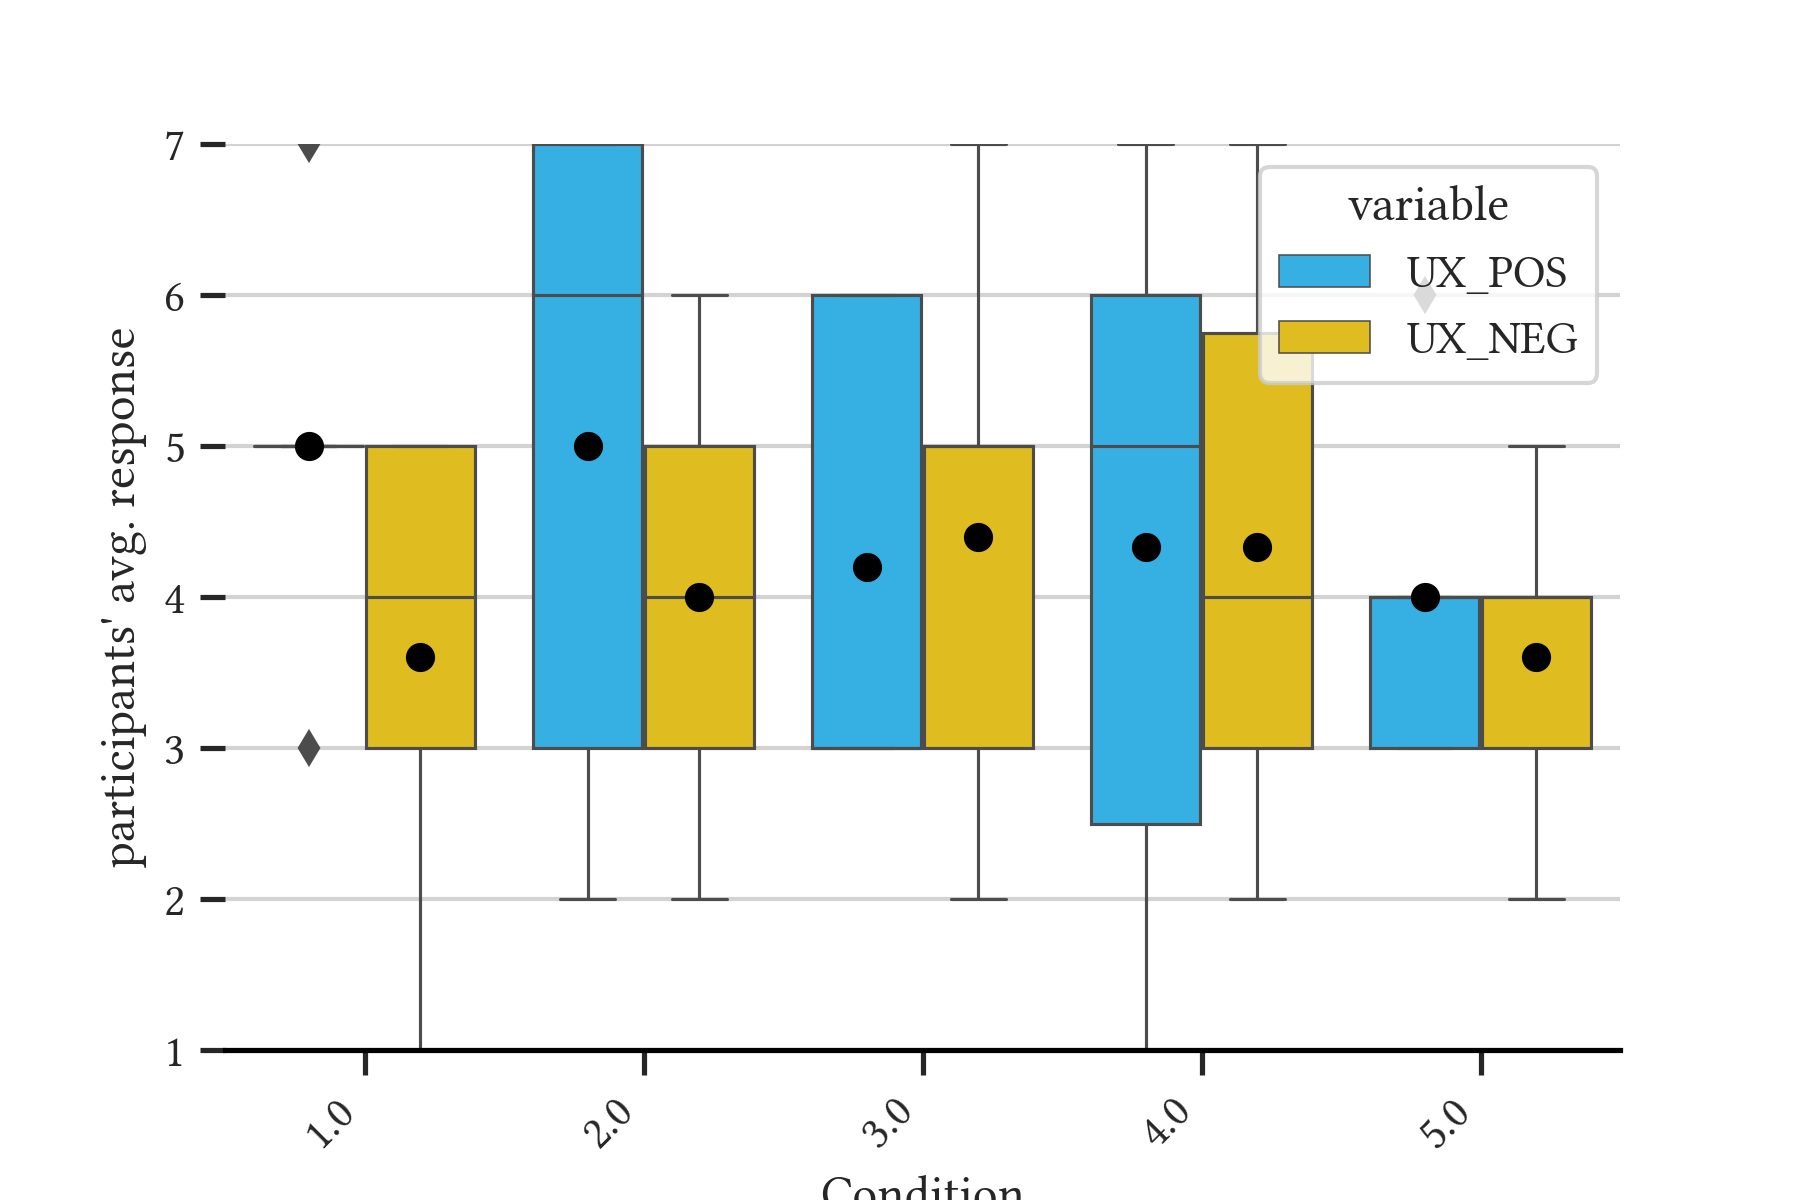 7
6
5
4
3
2
1
participants' avg. response
variable
UX_POS
UX_NEG
1.0
2.0
3.0
4.0
5.0
Condition